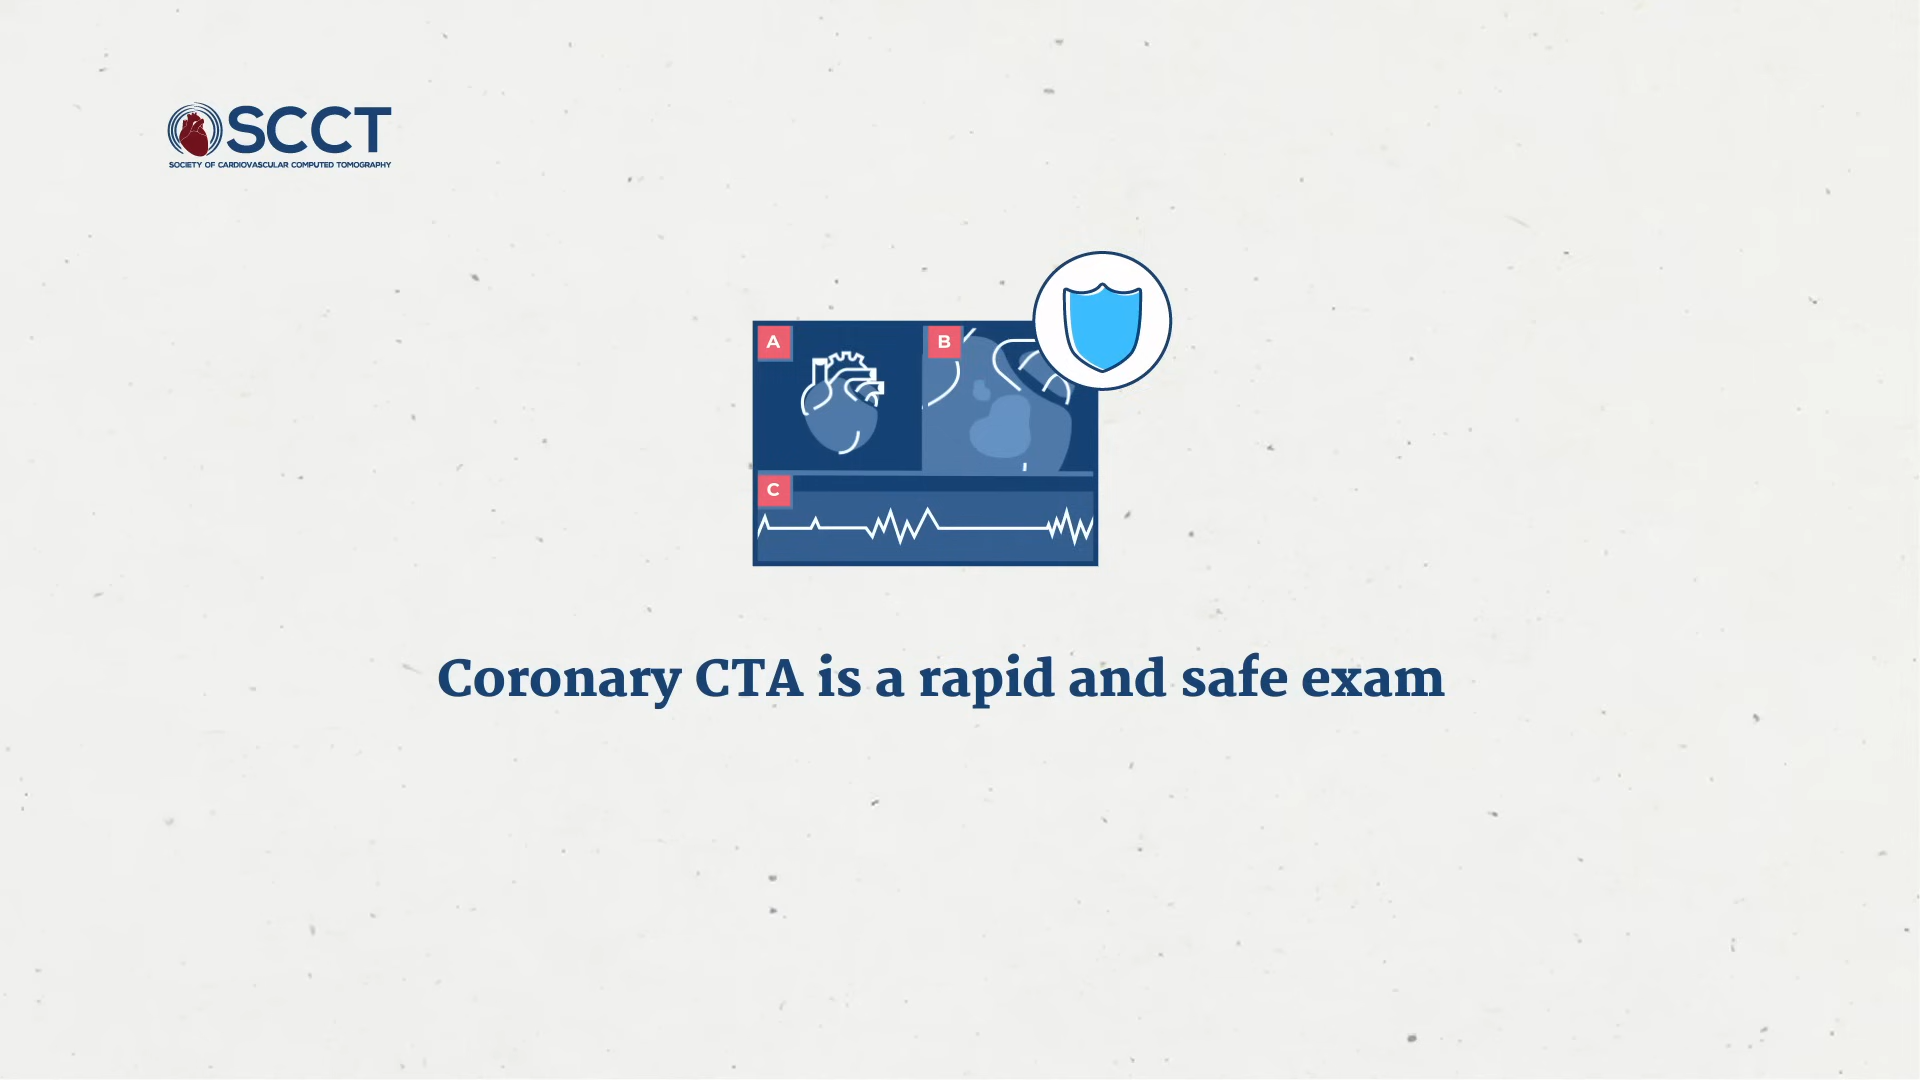 SCCT
SOCIETY OF CARDIOVASCULAR COMPUTED TOMOGRAPHY
A
B
C
Coronary CTA is a rapid and safe exam